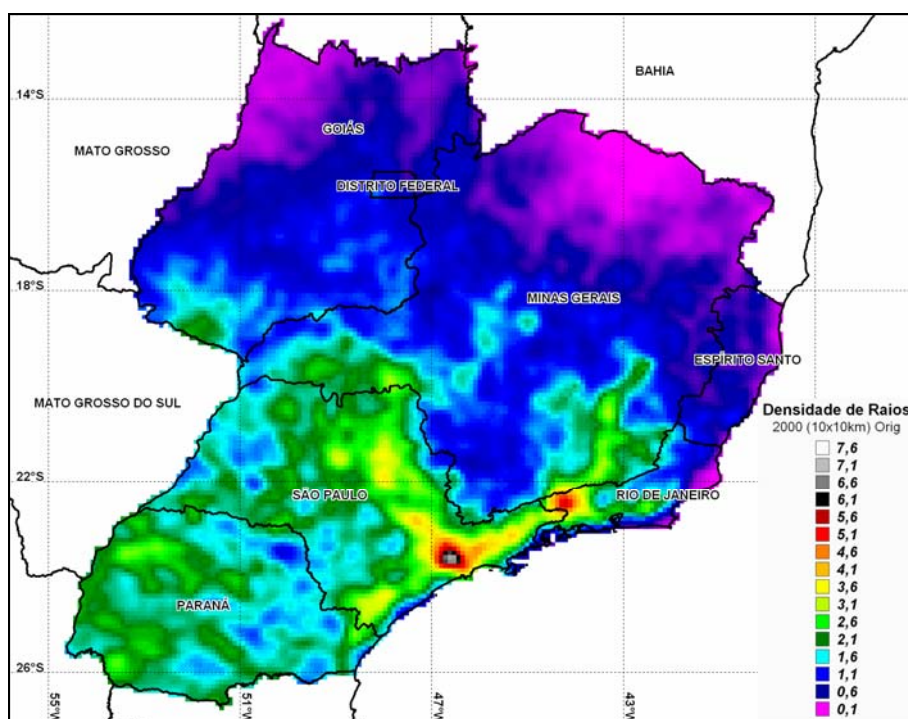 14°S
BAHIA
GOIÁS
MATO GROSSO
DISTRITO FEDERAL
18°S
MINAS GERAIS
ESPÍRITO SANTO
MATO GROSSO DO SUL
Densidade de Raios
2000 (10x10km) Orig
7,6
7,1
6,6
6,1
5,6
5,1
4,6
4,1
3,6
3,1
2,6
2,1
1,6
1,1
0,6
0,1
22°S
SÃO PAULO
RIO DE JANEIRO
PARANÁ
26°S
55°W
51°W
47°W
43°W